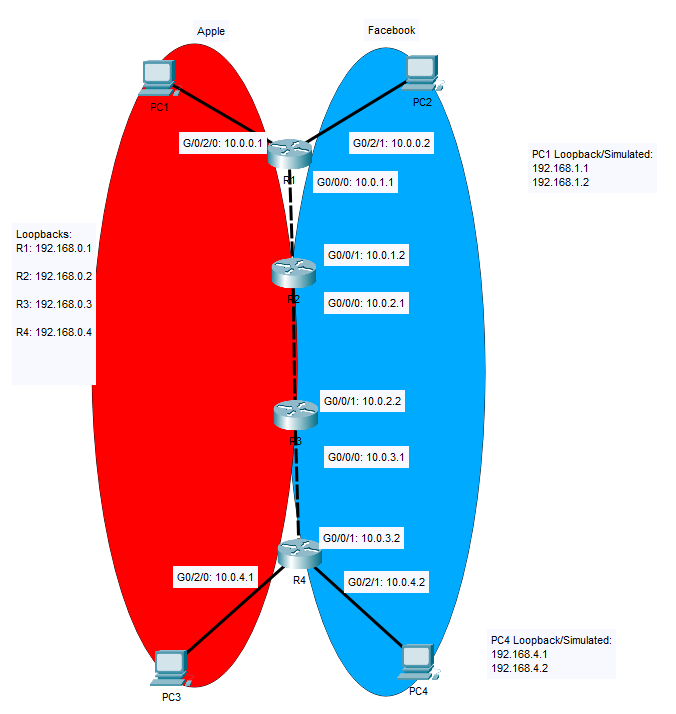 Apple
Facebook
PC1
PC2
G/0/2/0: 10.0.0.1
G0/2/1: 10.0.0.2
R1
G0/0/0: 10.0.1.1
PC1 Loopback/Simulated:
192.168.1.1
192.168.1.2
Loopbacks:
R1: 192.168.0.1
R2: 192.168.0.2
R3: 192.168.0.3
R4: 192.168.0.4
G0/0/1: 10.0.1.2
R2
G0/0/0: 10.0.2.1
G0/0/1: 10.0.2.2
R3
G0/0/0: 10.0.3.1
G0/0/1: 10.0.3.2
R4
G0/2/0: 10.0.4.1
G0/2/1: 10.0.4.2
PC3
PC4
PC4 Loopback/Simulated:
192.168.4.1
192.168.4.2